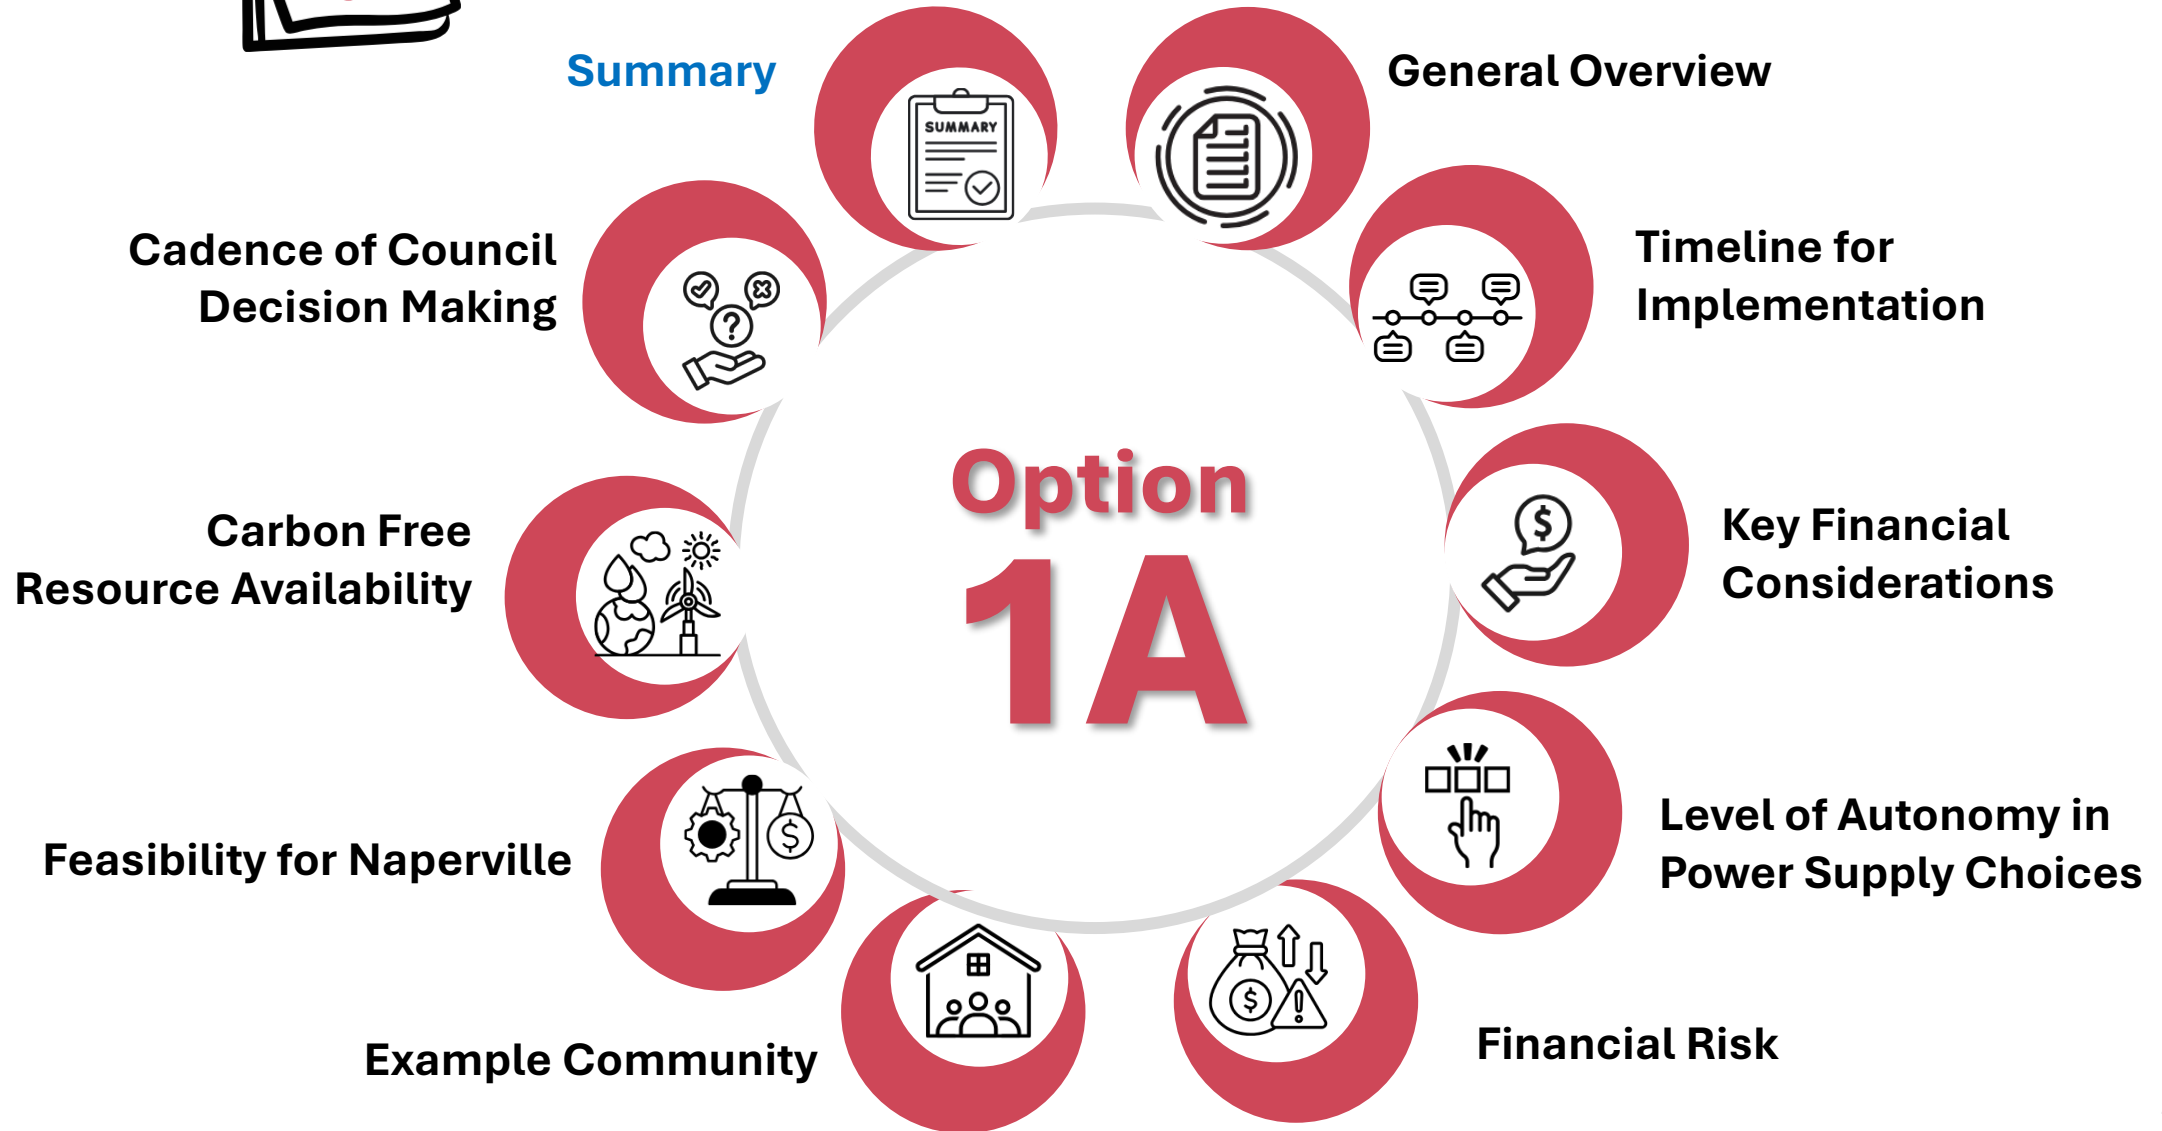 Summary
SUMMARY
General Overview
Timeline for
Implementation
Key Financial
Considerations
Level of Autonomy in
Power Supply Choices
Financial Risk
Example Community
Feasibility for Naperville
Carbon Free
Resource Availability
Cadence of Council
Decision Making
Option
1A